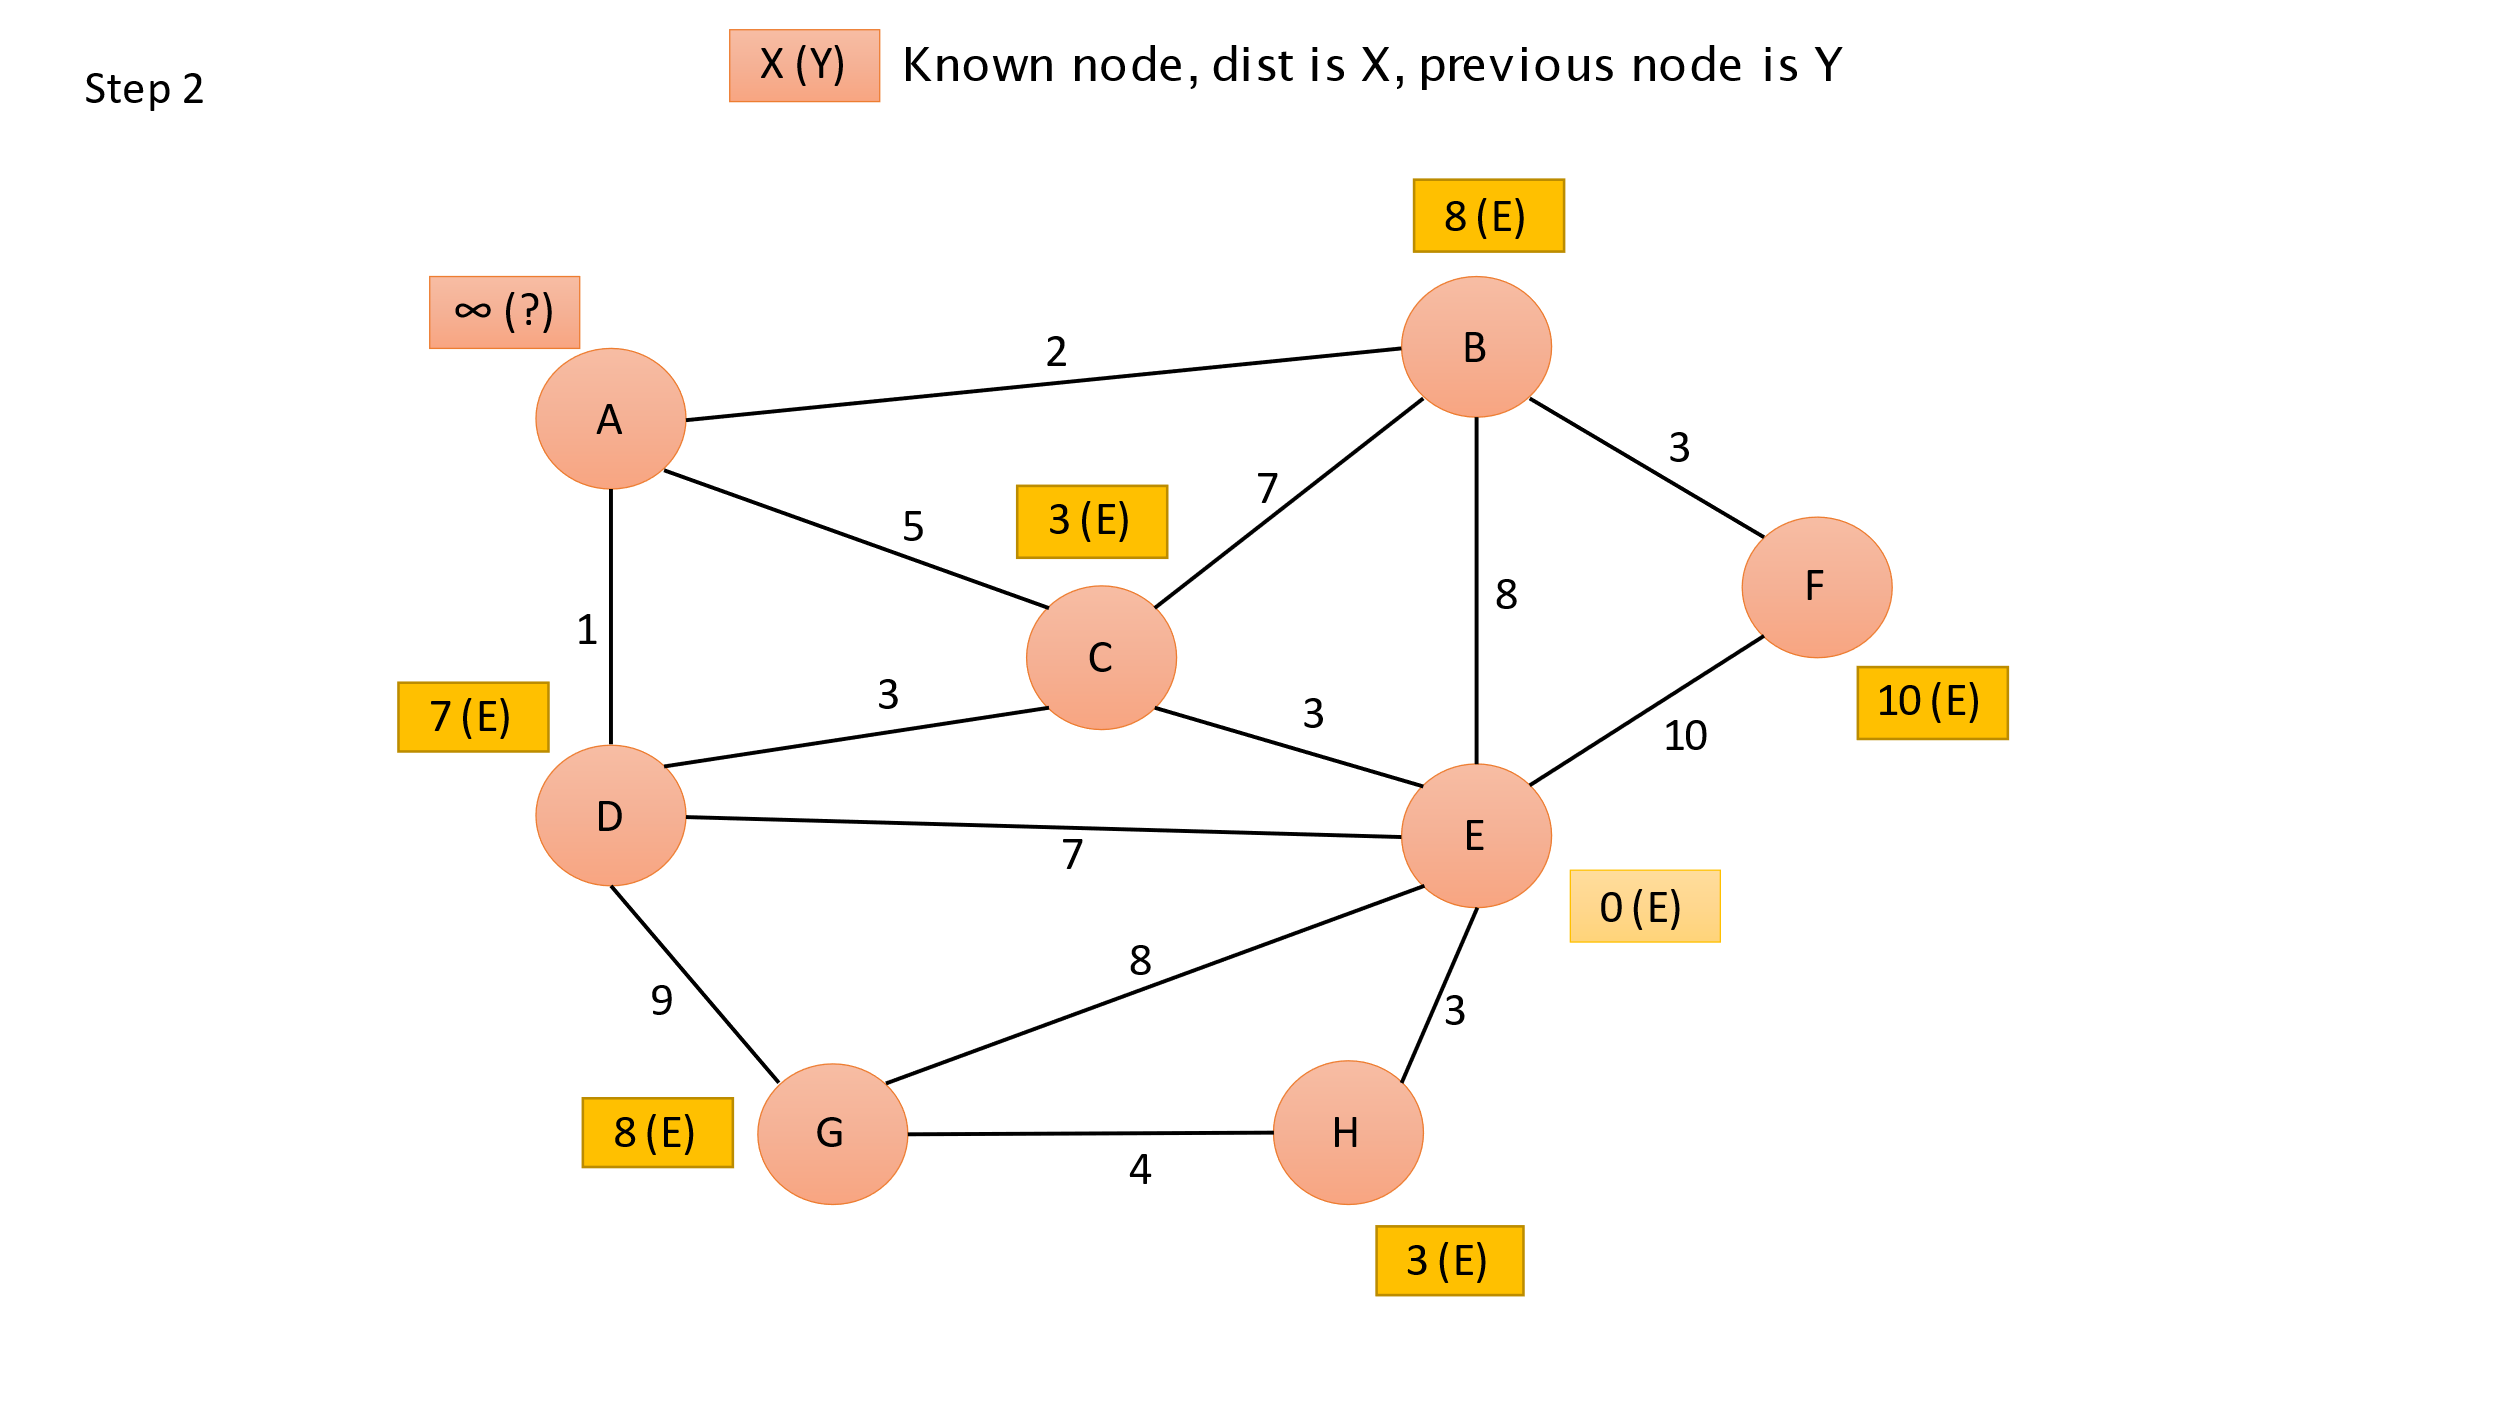 X (Y)
Known node, dist is X, previous node is Y
Step 2
8 (E)
∞ (?)
B
2
A
3
7
5
3 (E)
8
F
1
C
3
7 (E)
3
10 (E)
10
D
E
7
0 (E)
8
9
3
8 (E)
G
H
4
3 (E)